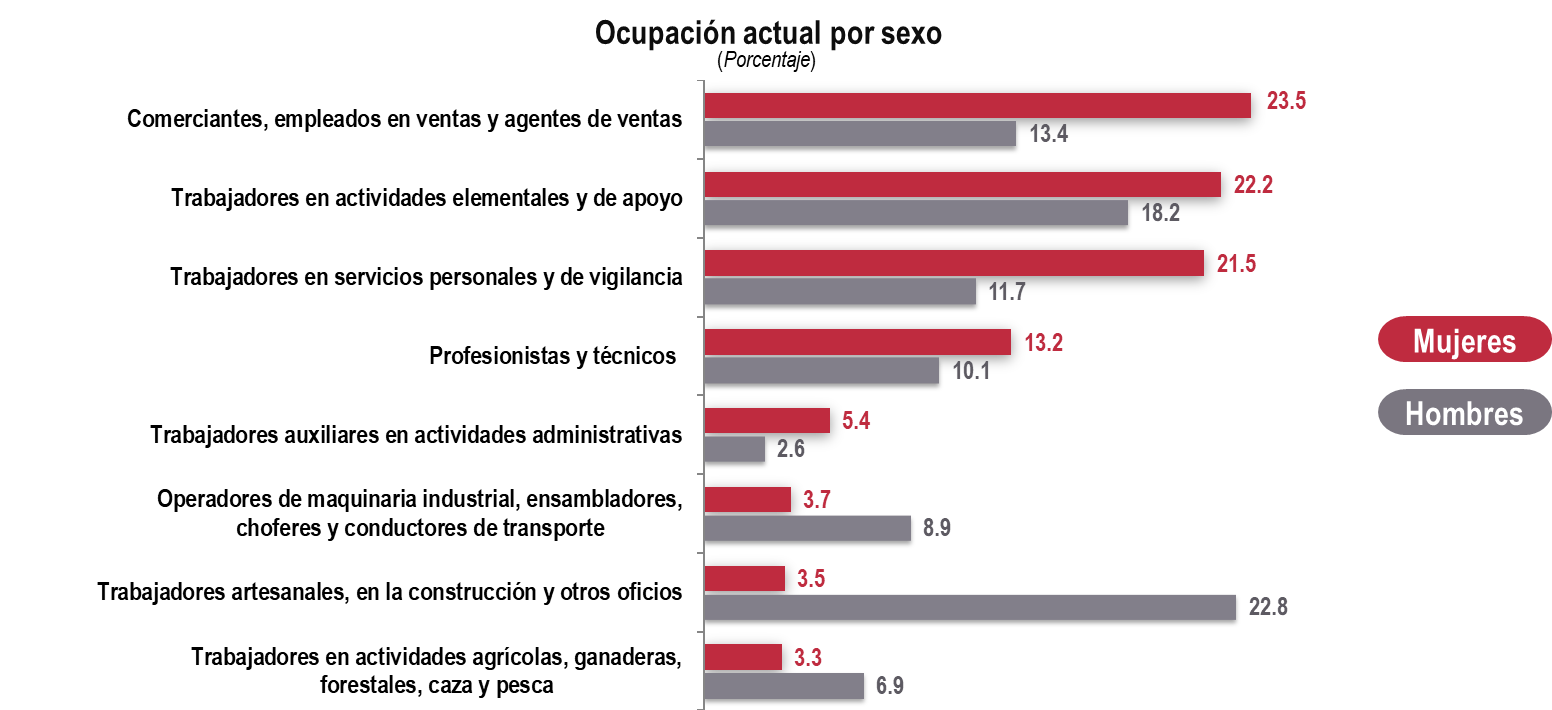 Ocupación actual por sexo
(Porcentaje)
Comerciantes, empleados en ventas y agentes de ventas
23.5
13.4
Trabajadores en actividades elementales y de apoyo
22.2
18.2
Trabajadores en servicios personales y de vigilancia
21.5
11.7
Profesionistas y técnicos
13.2
10.1
Mujeres
Hombres
Trabajadores auxiliares en actividades administrativas
5.4
2.6
Operadores de maquinaria industrial, ensambladores,
choferes y conductores de transporte
3.7
8.9
Trabajadores artesanales, en la construcción y otros oficios
3.5
22.8
Trabajadores en actividades agrícolas, ganaderas,
forestales, caza y pesca
3.3
6.9